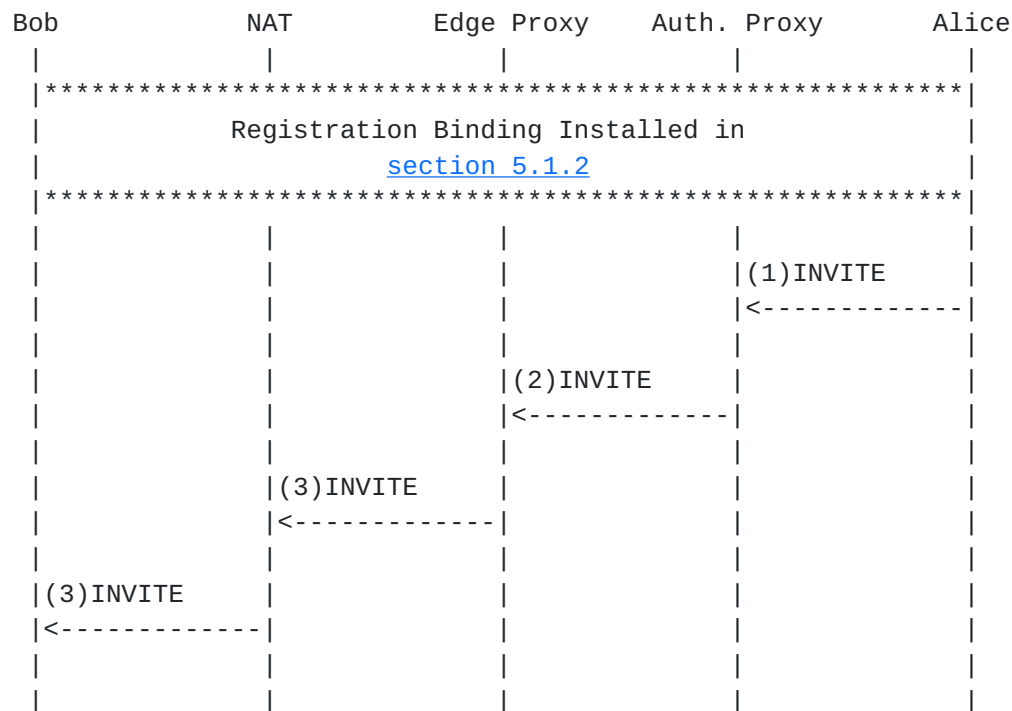 Bob NAT Edge Proxy Auth. Proxy Alice
| | | | |
|***********************************************************|
| Registration Binding Installed in |
| section 5.1.2 |
|***********************************************************|
| | | | |
| | | |(1)INVITE |
| | | |<-------------|
| | | | |
| | |(2)INVITE | |
| | |<-------------| |
| | | | |
| |(3)INVITE | | |
| |<-------------| | |
| | | | |
|(3)INVITE | | | |
|<-------------| | | |
| | | | |
| | | | |